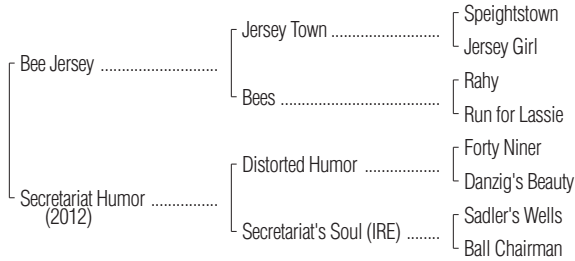 Speightstown
Jersey Town ......................
Jersey Girl
Bee Jersey ........................
Rahy
Bees ................................
Run for Lassie
Forty Niner
Distorted Humor ...............
Danzig's Beauty
Secretariat Humor .............
(2012)
Sadler's Wells
Secretariat's Soul (IRE) .......
Ball Chairman